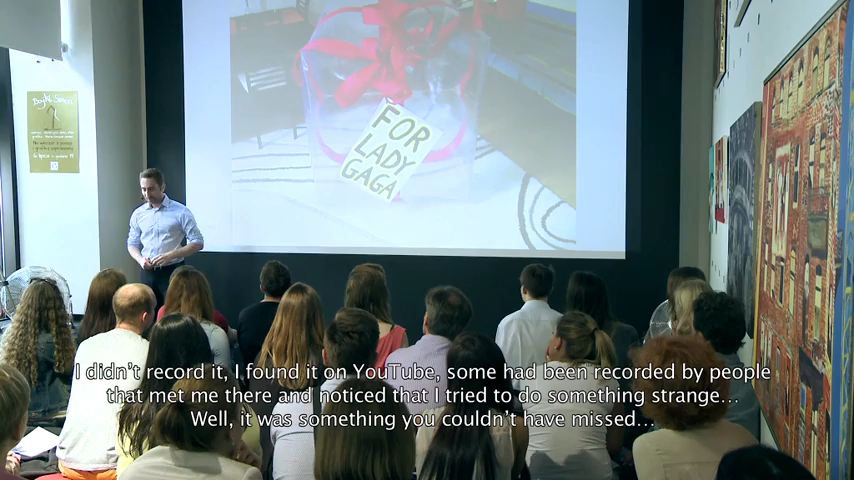 FOR
LADY
GAGA
I didn't record it, I found it on YouTube, some had been recorded by people
that met me there and noticed that I tried to do something strange...
Well, it was something you couldn't have missed...